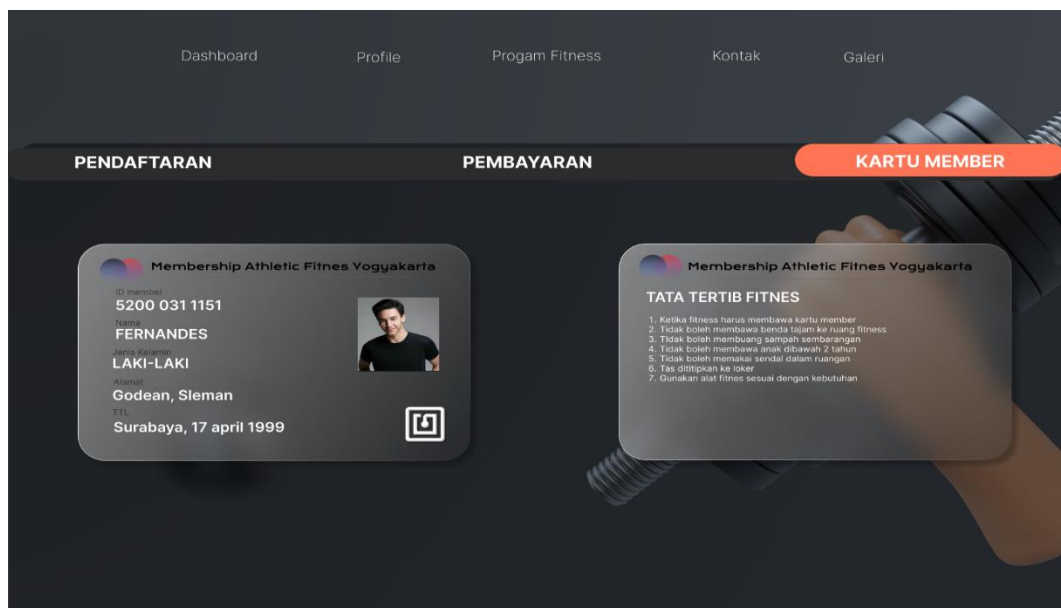 Dashboard
Profile
Progam Fitness
Kontak
Galeri
PENDAFTARAN
PEMBAYARAN
KARTU MEMBER
Membership Athletic Fitnes Yogyakarta
ID member
5200 031 1151
Nama
FERNANDES
Jenis Kelamin
LAKI-LAKI
Alamat
Godean, Sleman
TTL
Surabaya, 17 april 1999
Membership Athletic Fitnes Yogyakarta
TATA TERTIB FITNES
1. Ketika fitness harus membawa kartu member
2. Tidak boleh membawa benda tajam ke ruang fitness
3. Tidak boleh membuang sampah sembarangan
4. Tidak boleh membawa anak dibawah 2 tahun
5. Tidak boleh memakai sendal dalam ruangan
6. Tas dititipkan ke loker
7. Gunakan alat fitnes sesuai dengan kebutuhan